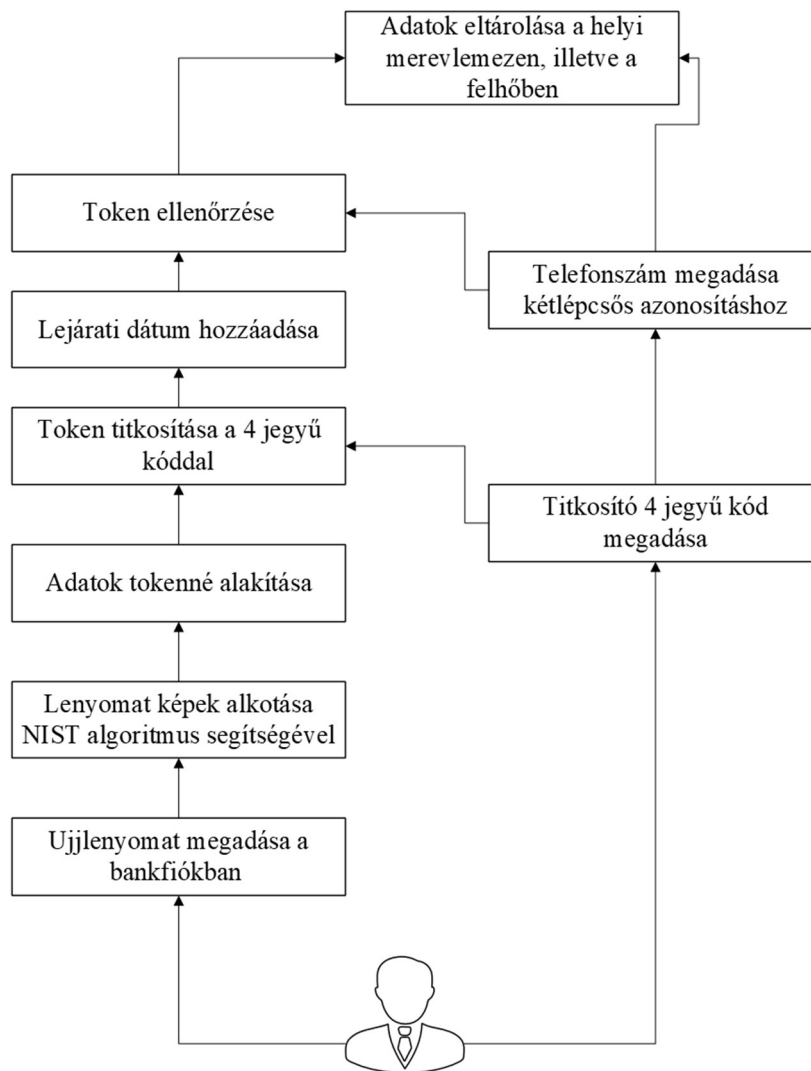 Adatok eltárolása a helyi
merevlemezen, illetve a
felhőben
Token ellenőrzése
Telefonszám megadása
kétlépcsős azonosításhoz
Lejárati dátum hozzáadása
Token titkosítása a 4 jegyű
kóddal
Titkosító 4 jegyű kód
megadása
Adatok tokenné alakítása
Lenyomat képek alkotása
NIST algoritmus segítségével
Ujjlenyomat megadása a
bankfiókban